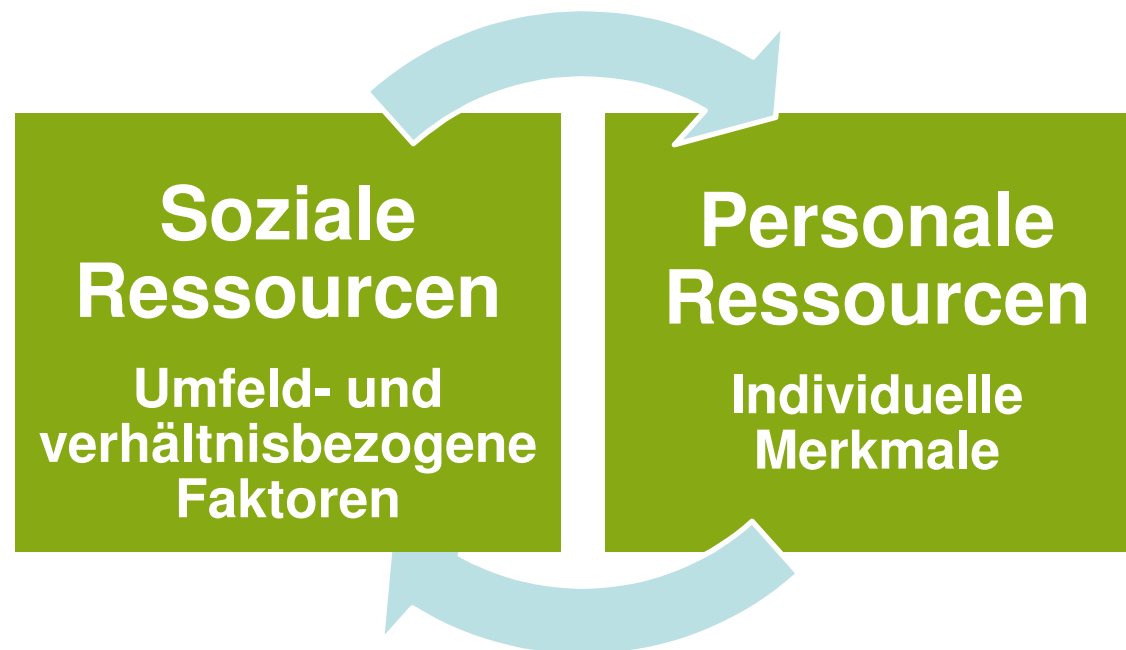 Soziale
Ressourcen
Umfeld- und
verhältnisbezogene
Faktoren
Personale
Ressourcen
Individuelle
Merkmale